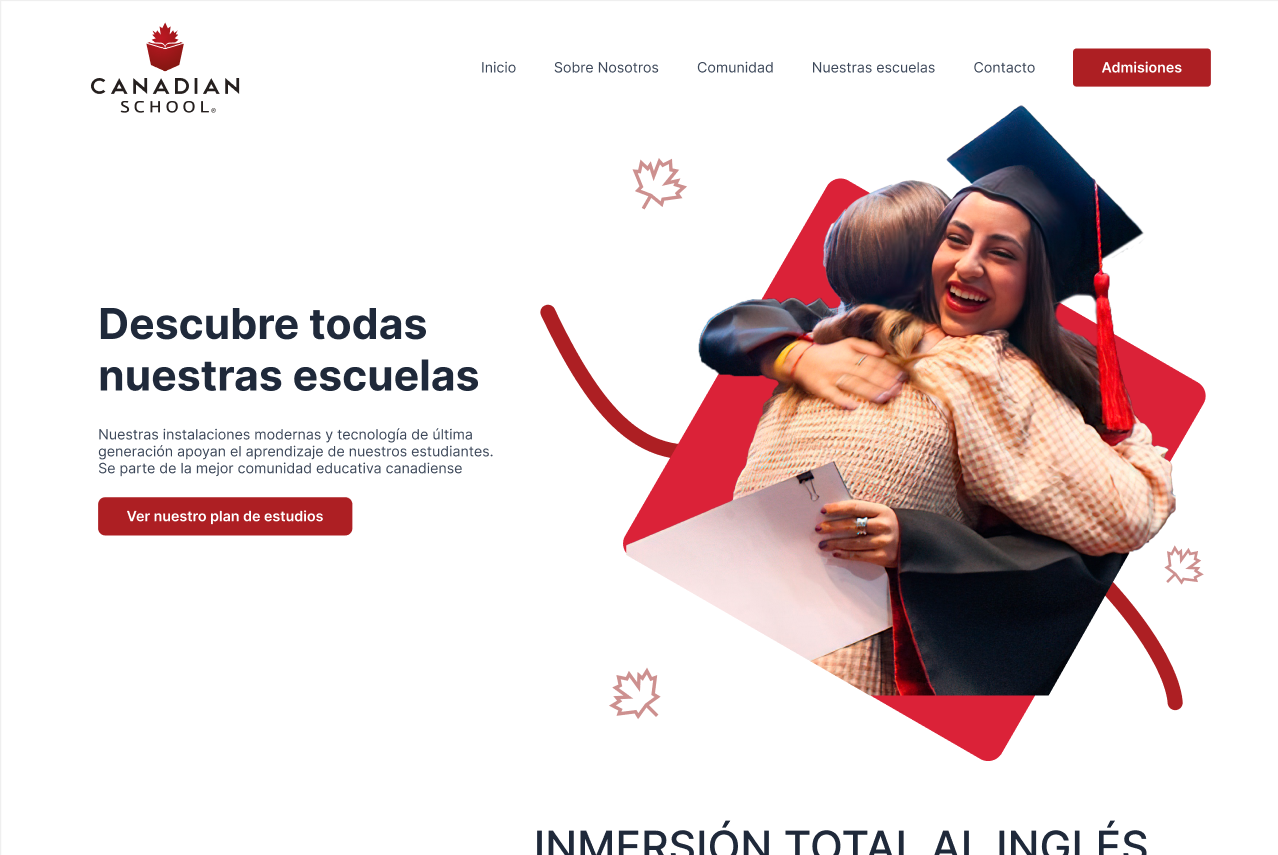 CANADIAN
SCHOOL®
Inicio
Sobre Nosotros
Comunidad
Nuestras escuelas
Contacto
Admisiones
Descubre todas
nuestras escuelas
Nuestras instalaciones modernas y tecnología de última
generación apoyan el aprendizaje de nuestros estudiantes.
Se parte de la mejor comunidad educativa canadiense
Ver nuestro plan de estudios
INMERSIÓN TOTAL AL INGLÉS